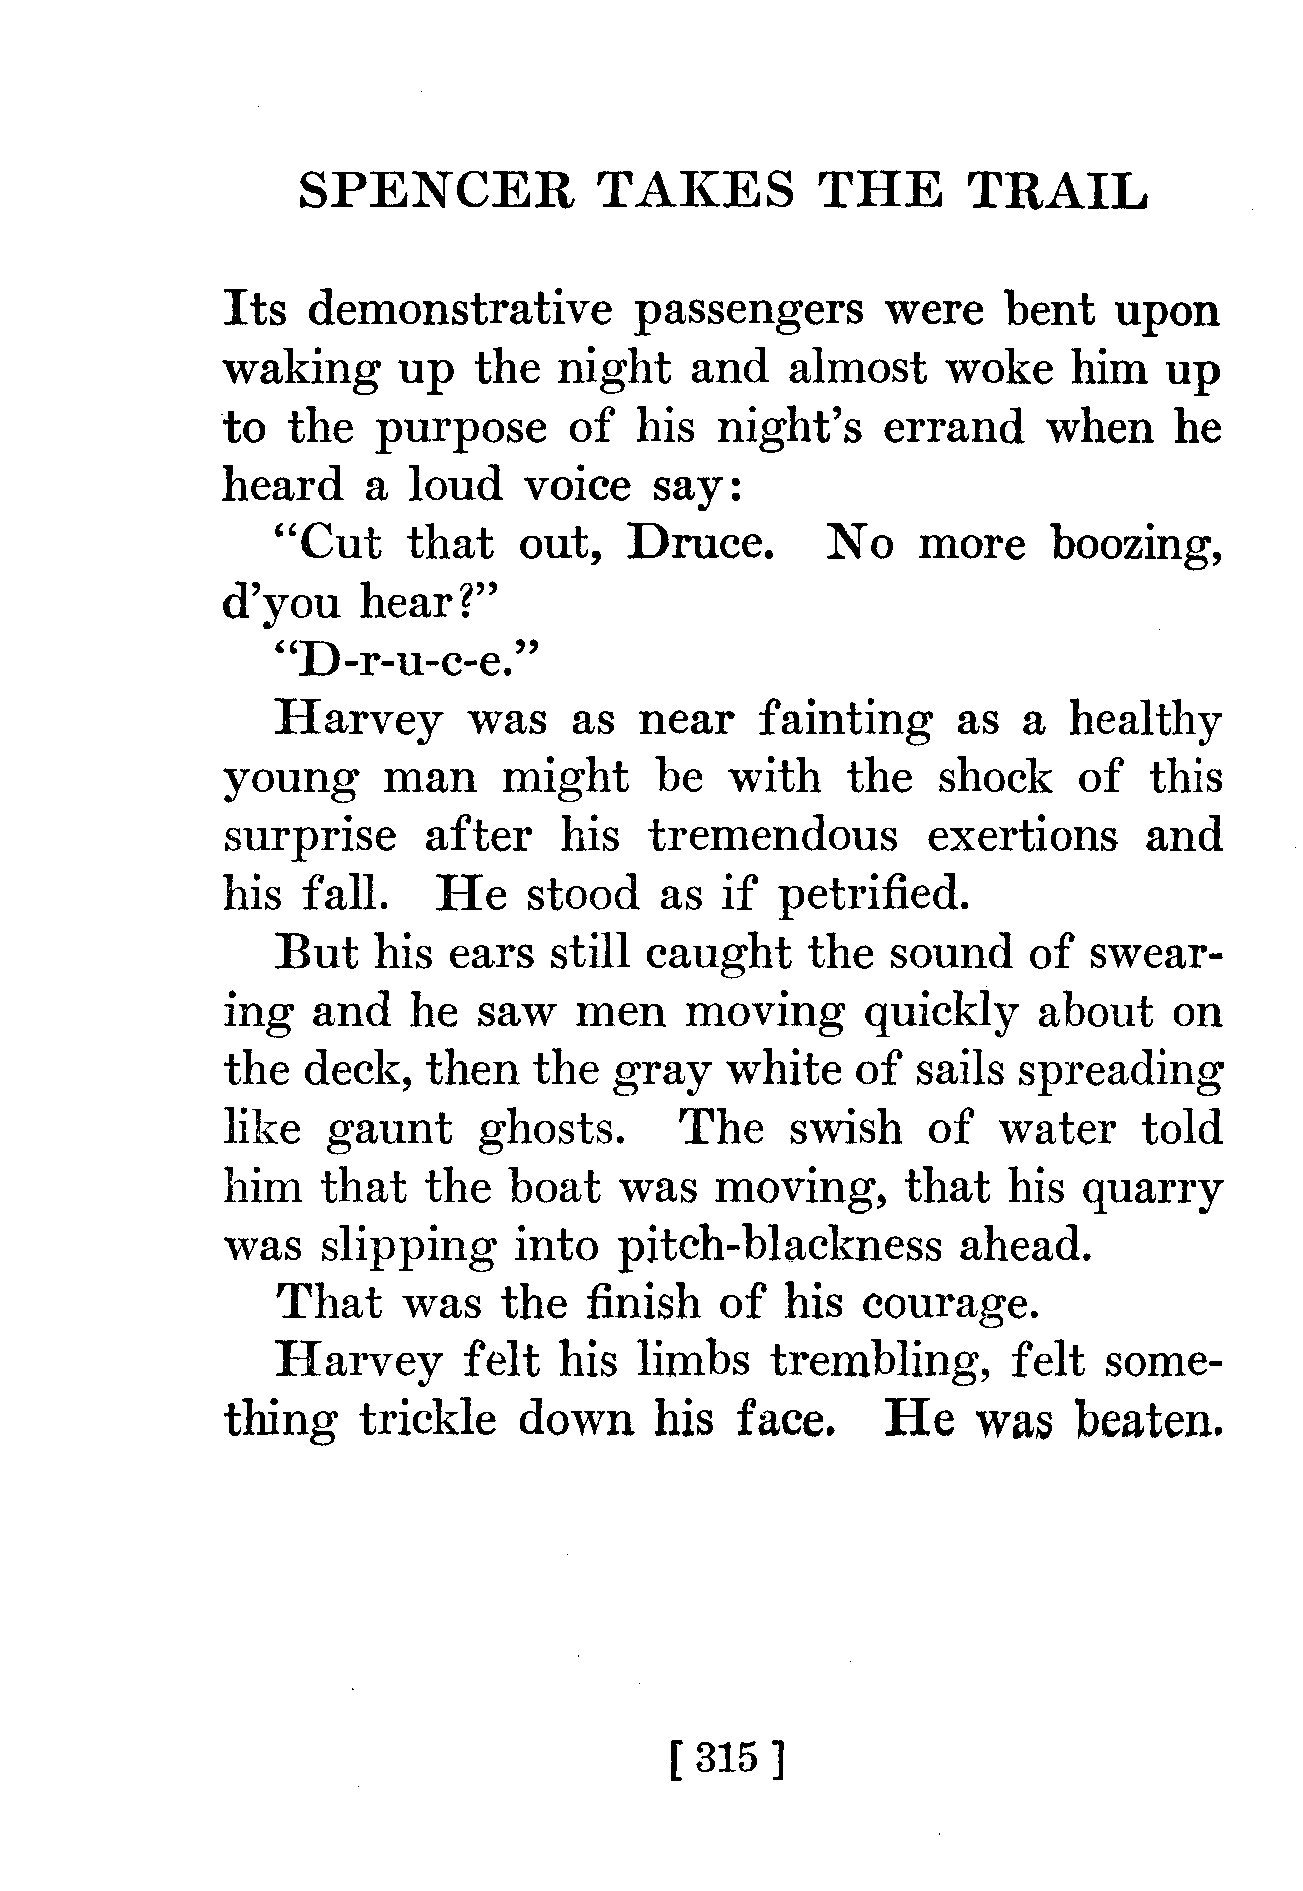 SPENCER TAKES THE TRAIL
Its demonstrative passengers were bent upon
waking up the night and almost woke him up
to the purpose of his night's errand when he
heard a loud voice say:
“Cut that out, Druce. No more boozing,
d’you hear?”
“D-r-u-c-e.”
Harvey was as near fainting as a healthy
young man might be with the shock of this
surprise after his tremendous exertions and
his fall. He stood as if petrified.
But his ears still caught the sound of swear-
ing and he saw men moving quickly about on
the deck, then the gray white of sails spreading
like gaunt ghosts. The swish of water told
him that the boat was moving, that his quarry
was slipping into pitch-blackness ahead.
That was the finish of his courage.
Harvey felt his limbs trembling, felt some-
thing trickle down his face. He was beaten.
[ 315 ]